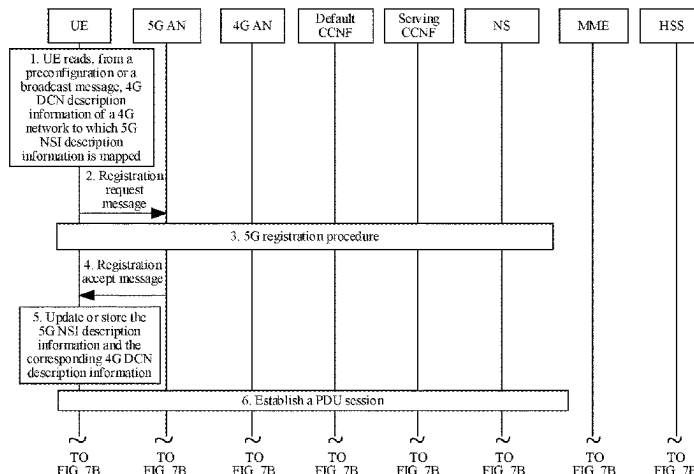 UE
5G AN
4G AN
Default
CCNF
Serving
CCNF
NS
MME
HSS
1. UE reads, from a
preconfiguration or a
broadcast message, 4G
DCN description
information of a 4G
network to which 5G
NSI description
information is mapped
2. Registration
request
message
3. 5G registration procedure
4. Registration
accept message
5. Update or store the
5G NSI description
information and the
corresponding 4G DCN
description information
6. Establish a PDU session
TO
FIG. 7B
TO
FIG. 7B
TO
FIG. 7B
TO
FIG. 7B
TO
FIG. 7B
TO
FIG. 7B
TO
FIG. 7B
TO
FIG. 7B